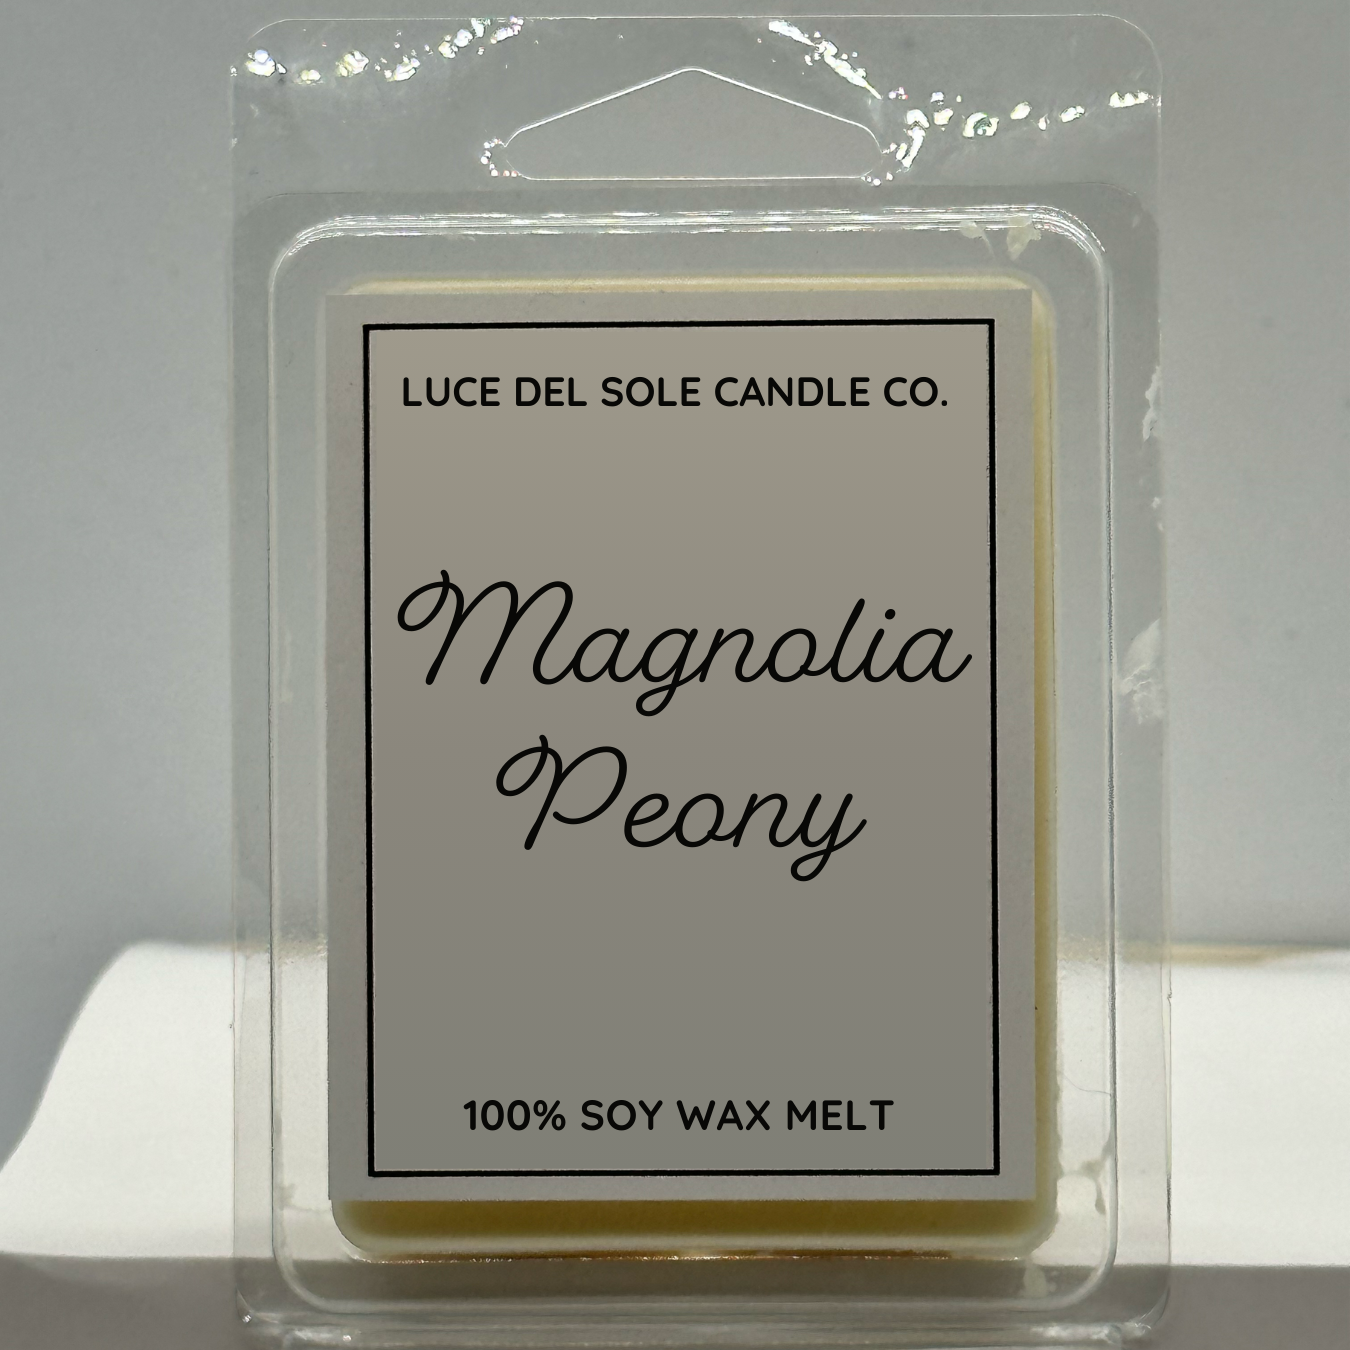 LUCE DEL SOLE CANDLE CO.
Magnolia
Peony
100% SOY WAX MELT